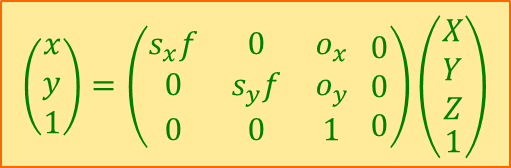 (x y 1) = (s_x f 0 o_x 0
0 s_y f o_y 0
0 0 1 0) (X Y Z 1)